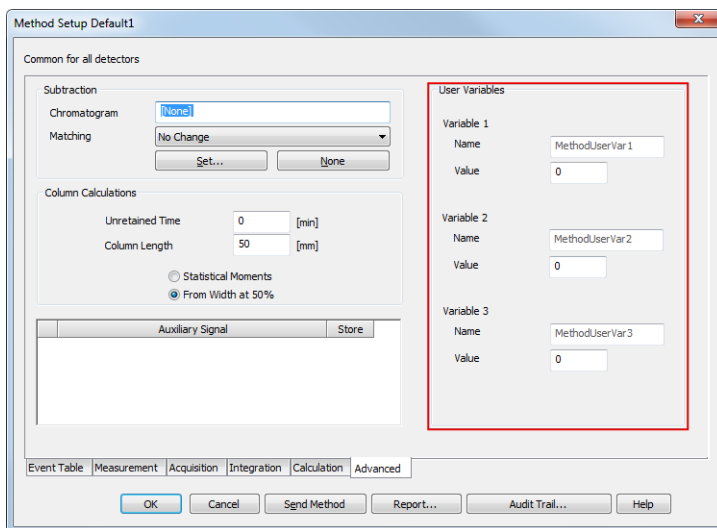 Method Setup Default1
x
Common for all detectors
Subtraction
Chromatogram [None]
Matching No Change
Set... None
Column Calculations
Unretained Time 0 [min]
Column Length 50 [mm]
Statistical Moments
From Width at 50%
Auxiliary Signal Store
User Variables
Variable 1
Name MethodUserVar1
Value 0
Variable 2
Name MethodUserVar2
Value 0
Variable 3
Name MethodUserVar3
Value 0
Event Table Measurement Acquisition Integration Calculation Advanced
OK Cancel Send Method Report... Audit Trail... Help